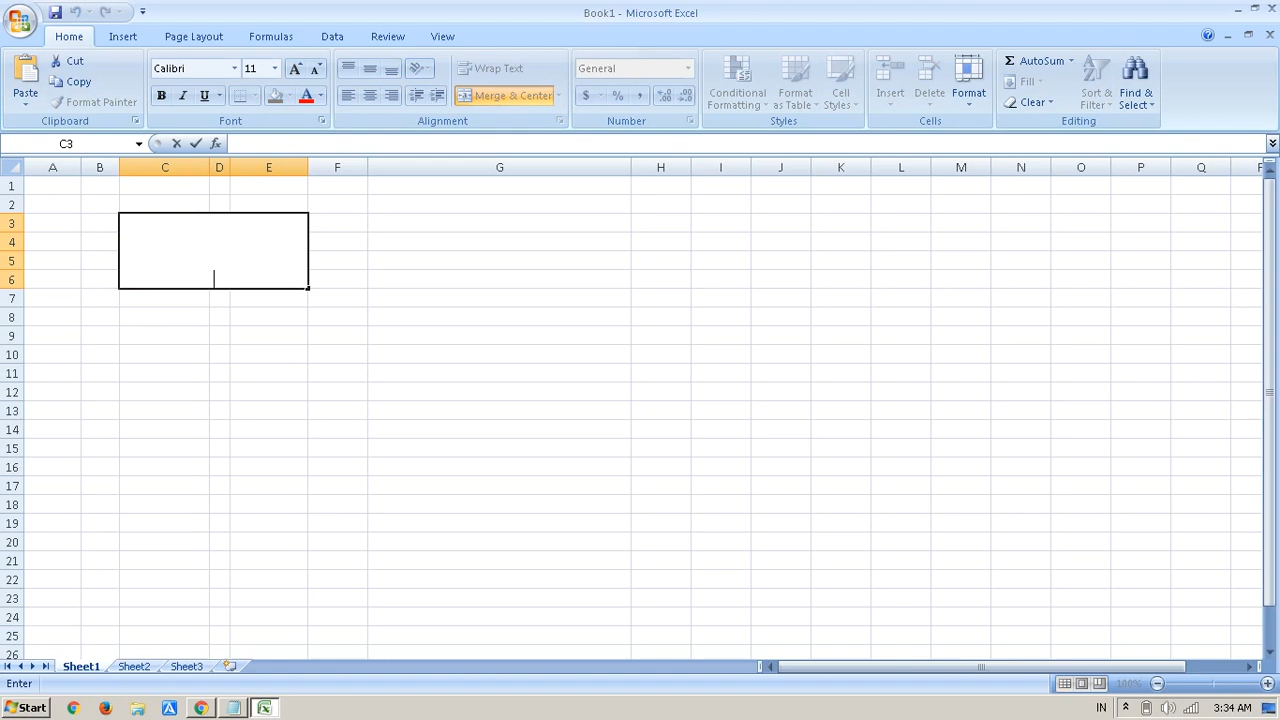 Book1 - Microsoft Excel
Home Insert Page Layout Formulas Data Review View
Paste Cut Calibri 11 Wrap Text General Conditional Formatting Format as Table Cell Styles Insert Delete Format Σ AutoSum Sort & Filter Find & Select
Copy Fill
Format Painter B I U A Merge & Center $ % , Clear
Clipboard Font Alignment Number Styles Cells Editing
C3 fx
A B C D E F G H I J K L M N O P Q
1
2
3
4
5
6
7
8
9
10
11
12
13
14
15
16
17
18
19
20
21
22
23
24
25
26
Sheet1 Sheet2 Sheet3
Enter 100%
Start IN 3:34 AM